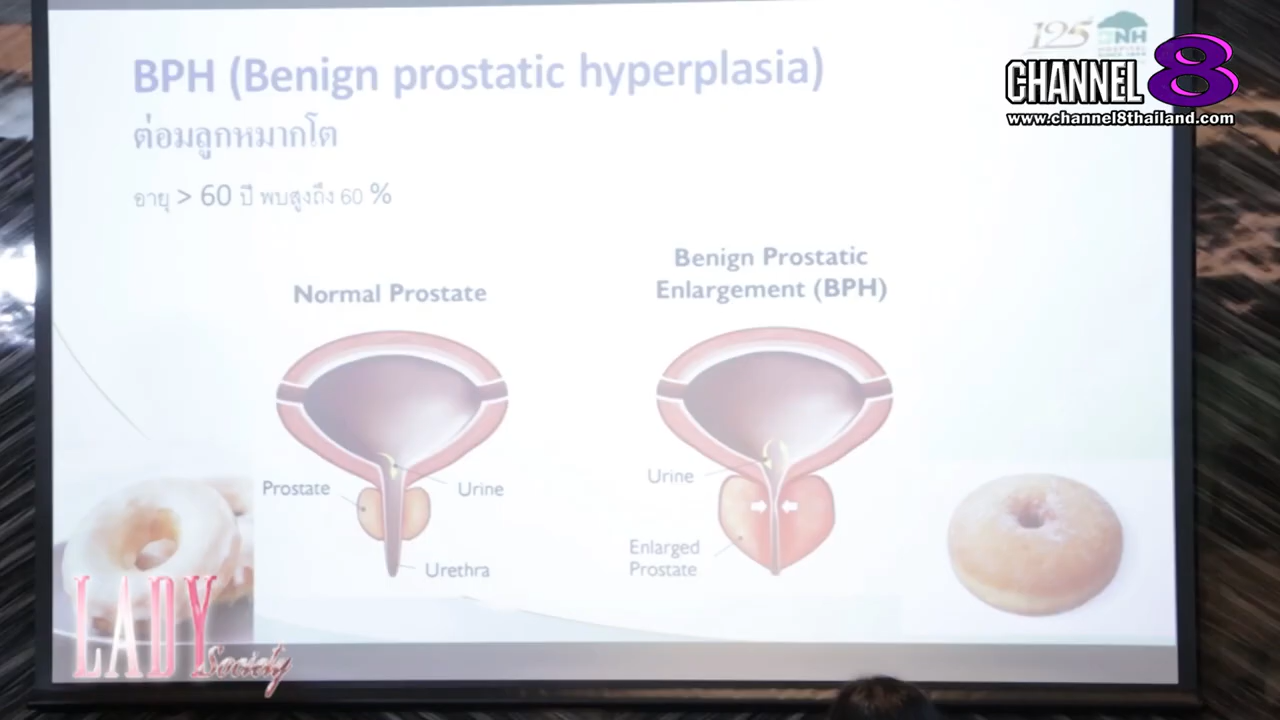 BPH (Benign prostatic hyperplasia)
ต่อมลูกหมากโต
อายุ > 60 ปี พบสูงถึง 60 %
125
BNH
HOSPITAL
CHANNEL 8
www.channel8thailand.com
Normal Prostate
Benign Prostatic
Enlargement (BPH)
Prostate
Urine
Urethra
Urine
Enlarged
Prostate
LADY
Society